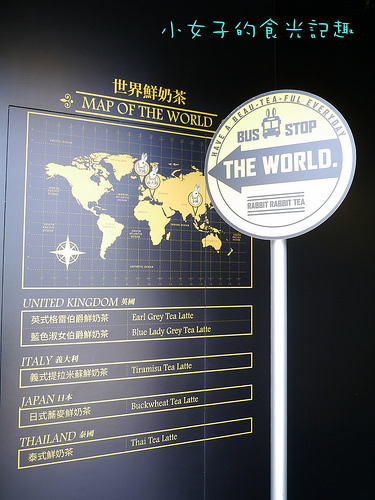 小女子的食光記趣
世界鮮奶茶
MAP OF THE WORLD
HAVE A BEAU-TEA-FUL EVERYDAY
BUS STOP
THE WORLD.
RABBIT RABBIT TEA
UNITED KINGDOM 英國
英式格雷伯爵鮮奶茶 Earl Grey Tea Latte
藍色淑女伯爵鮮奶茶 Blue Lady Grey Tea Latte
ITALY 義大利
義式提拉米蘇鮮奶茶 Tiramisu Tea Latte
JAPAN 日本
日式蕎麥鮮奶茶 Buckwheat Tea Latte
THAILAND 泰國
泰式鮮奶茶 Thai Tea Latte